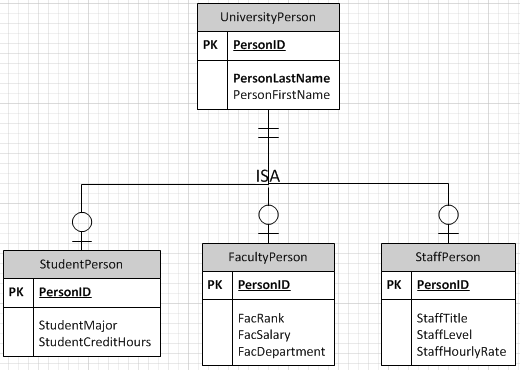 UniversityPerson
PK PersonID
PersonLastName
PersonFirstName
ISA
StudentPerson
PK PersonID
StudentMajor
StudentCreditHours
FacultyPerson
PK PersonID
FacRank
FacSalary
FacDepartment
StaffPerson
PK PersonID
StaffTitle
StaffLevel
StaffHourlyRate